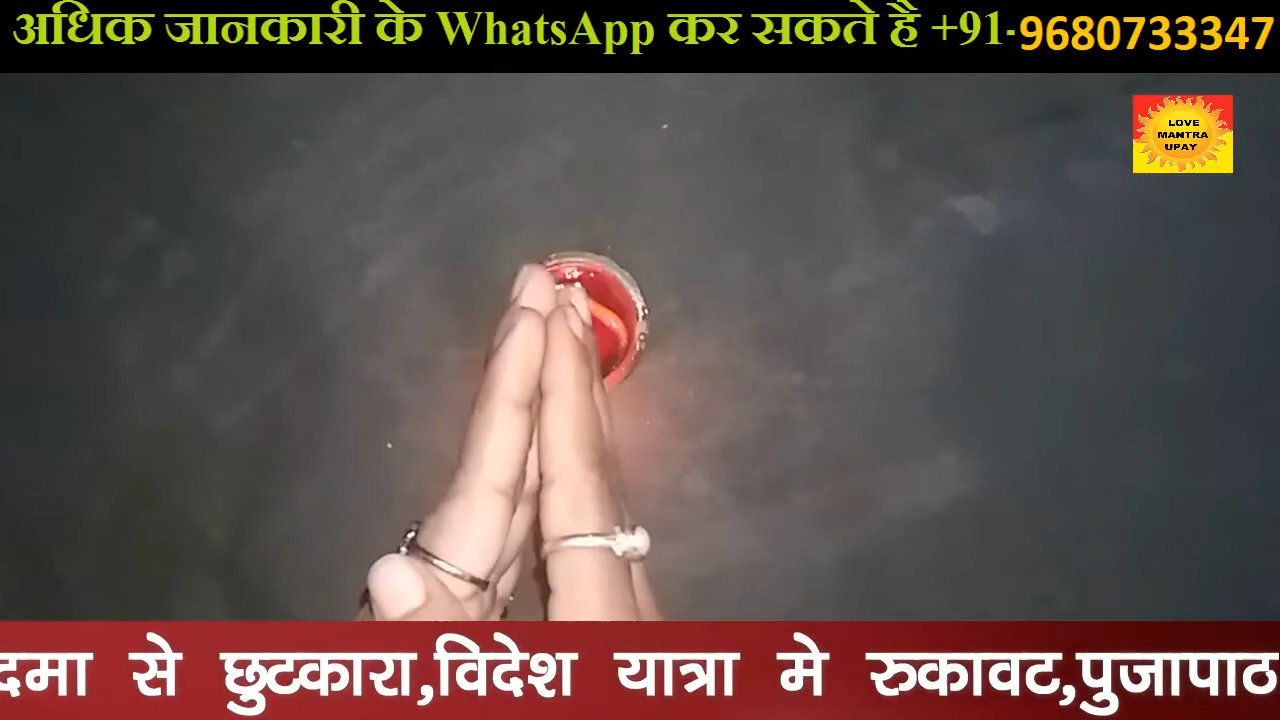 अधिक जानकारी के WhatsApp कर सकते है +91-9680733347
LOVE
MANTRA
UPAY
दमा से छुटकारा,विदेश यात्रा मे रुकावट,पुजापाठ